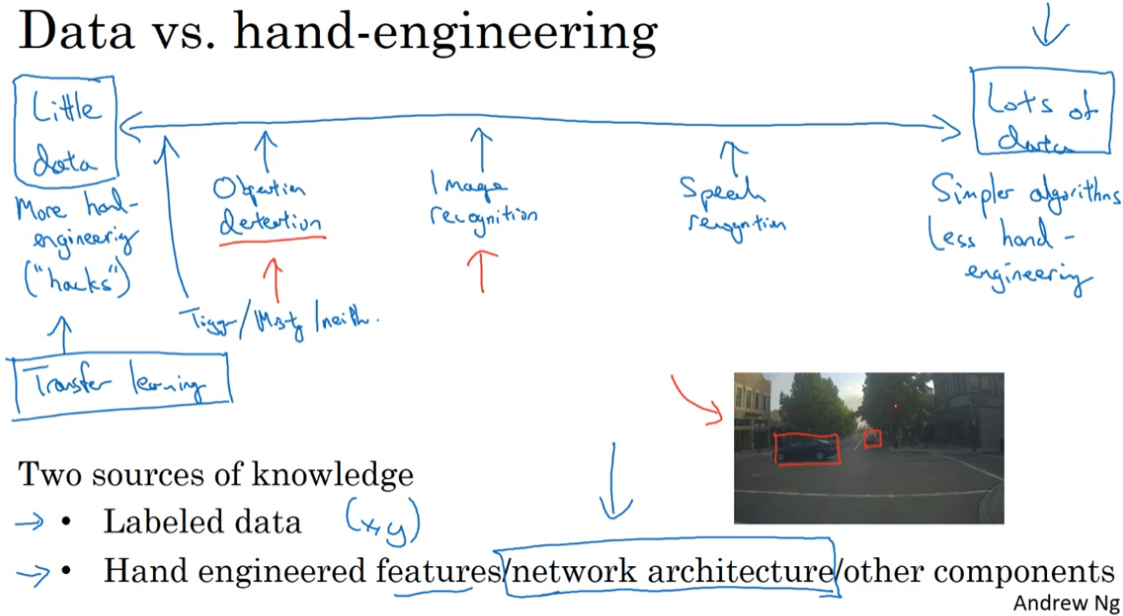 Data vs. hand-engineering
Little
data
Lots of
data
More hand-
engineering
("hacks")
detection
Image
recognition
Speech
recognition
Simpler algorithms
Less hand-
engineering
Tigger/Misty/neith.
Transfer learning
Two sources of knowledge
→ • Labeled data (x,y)
→ • Hand engineered features/network architecture/other components
Andrew Ng